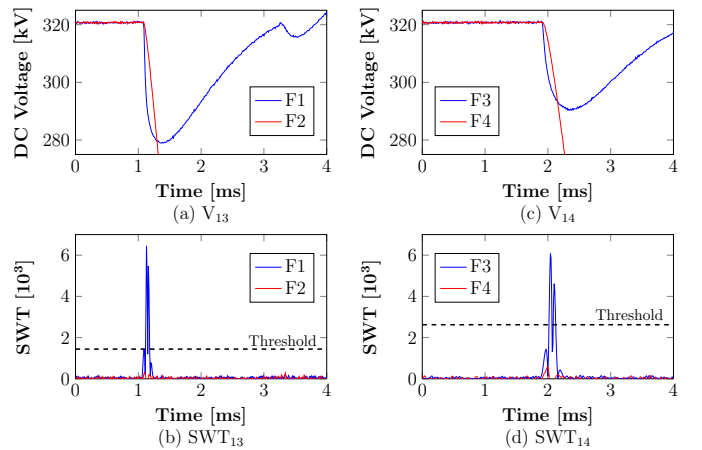 DC Voltage [kV]
320
300
280
F1
F2
0 1 2 3 4
Time [ms]
(a) V13
DC Voltage [kV]
320
300
280
F3
F4
0 1 2 3 4
Time [ms]
(c) V14
SWT [10³]
6
4
2
0
F1
F2
Threshold
0 1 2 3 4
Time [ms]
(b) SWT13
SWT [10³]
6
4
2
0
F3
F4
Threshold
0 1 2 3 4
Time [ms]
(d) SWT14